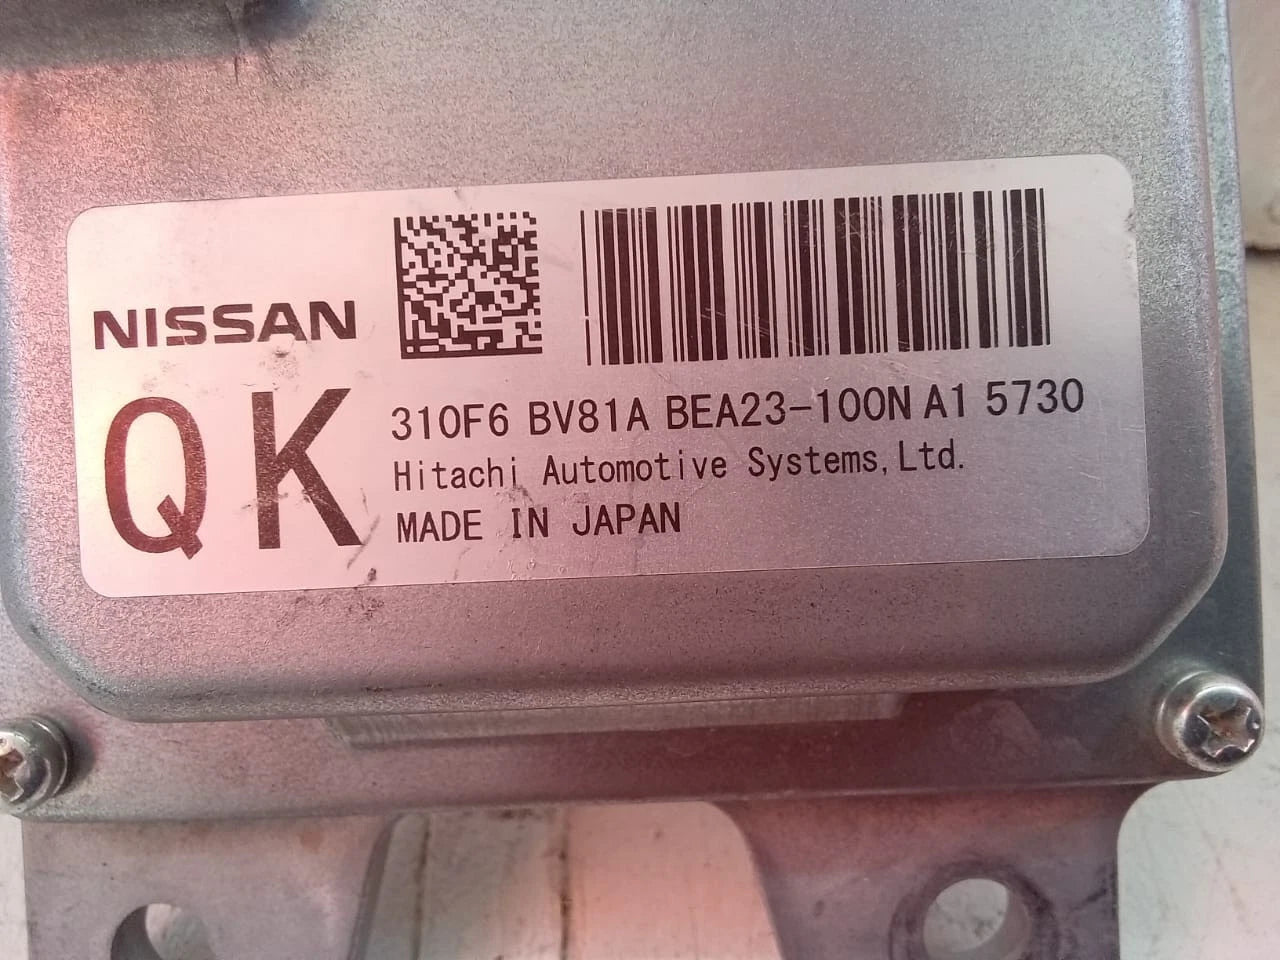 NISSAN
QK
310F6 BV81A BEA23-100N A1 5730
Hitachi Automotive Systems,Ltd.
MADE IN JAPAN